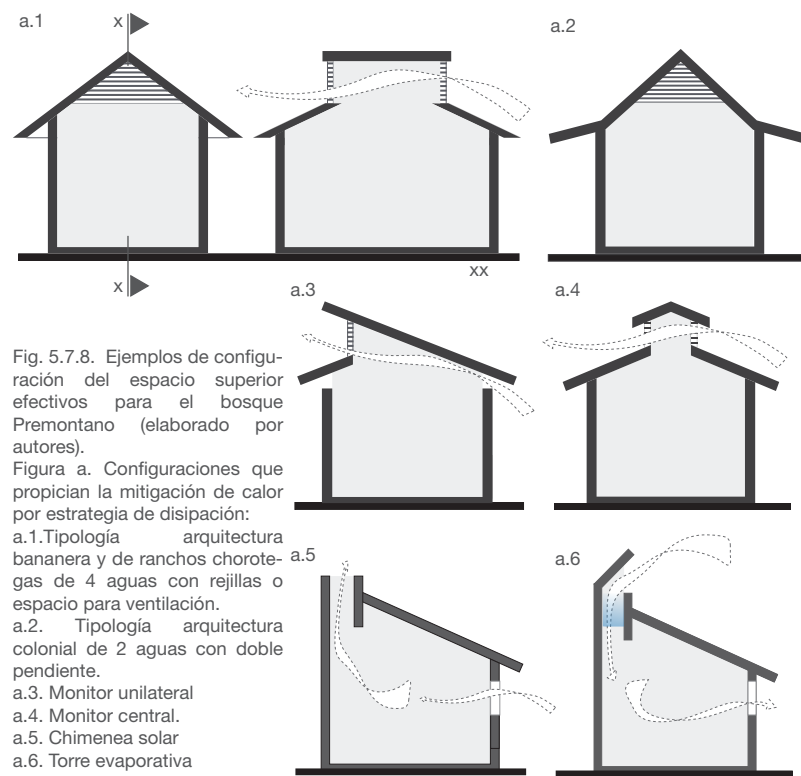 a.1
x
a.2
x
xx
a.3
a.4
Fig. 5.7.8. Ejemplos de configu-
ración del espacio superior
efectivos para el bosque
Premontano (elaborado por
autores).
Figura a. Configuraciones que
propician la mitigación de calor
por estrategia de disipación:
a.1.Tipología arquitectura
bananera y de ranchos chorote-
gas de 4 aguas con rejillas o
espacio para ventilación.
a.2. Tipología arquitectura
colonial de 2 aguas con doble
pendiente.
a.3. Monitor unilateral
a.4. Monitor central.
a.5. Chimenea solar
a.6. Torre evaporativa
a.5
a.6